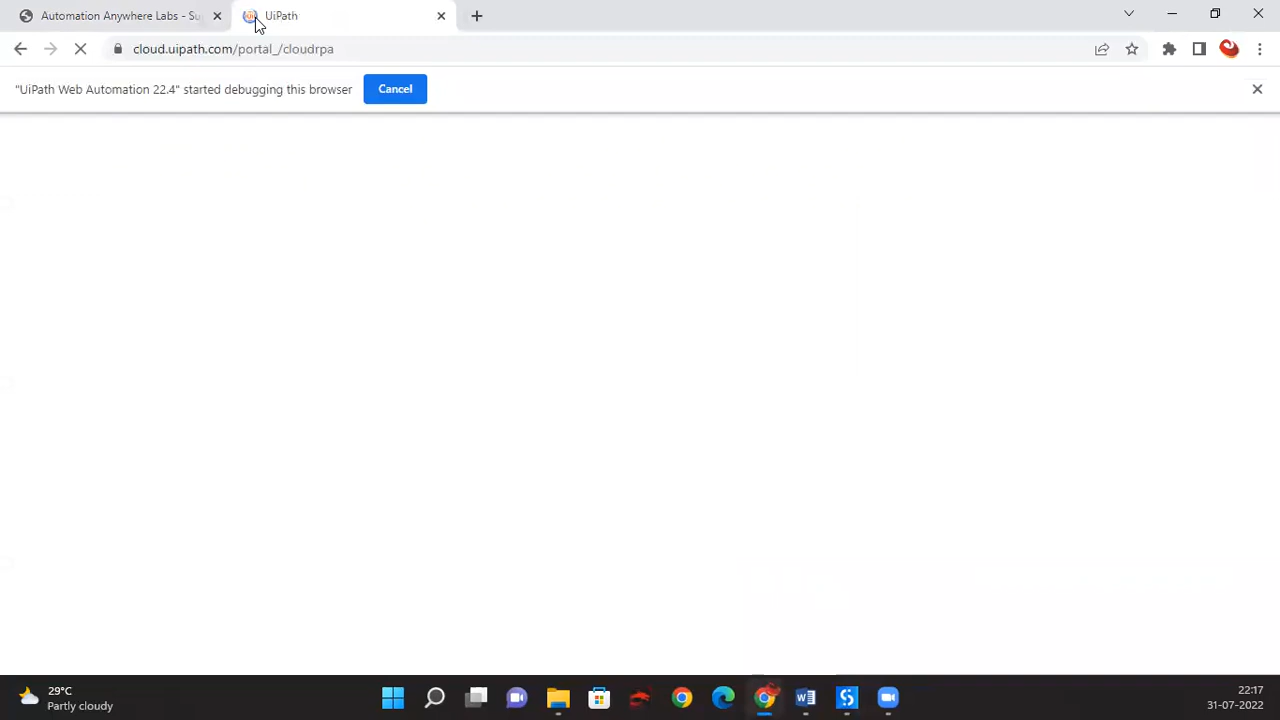 Automation Anywhere Labs - Su
UiPath
cloud.uipath.com/portal_/cloudrpa
"UiPath Web Automation 22.4" started debugging this browser
Cancel
29°C
Partly cloudy
22:17
31-07-2022